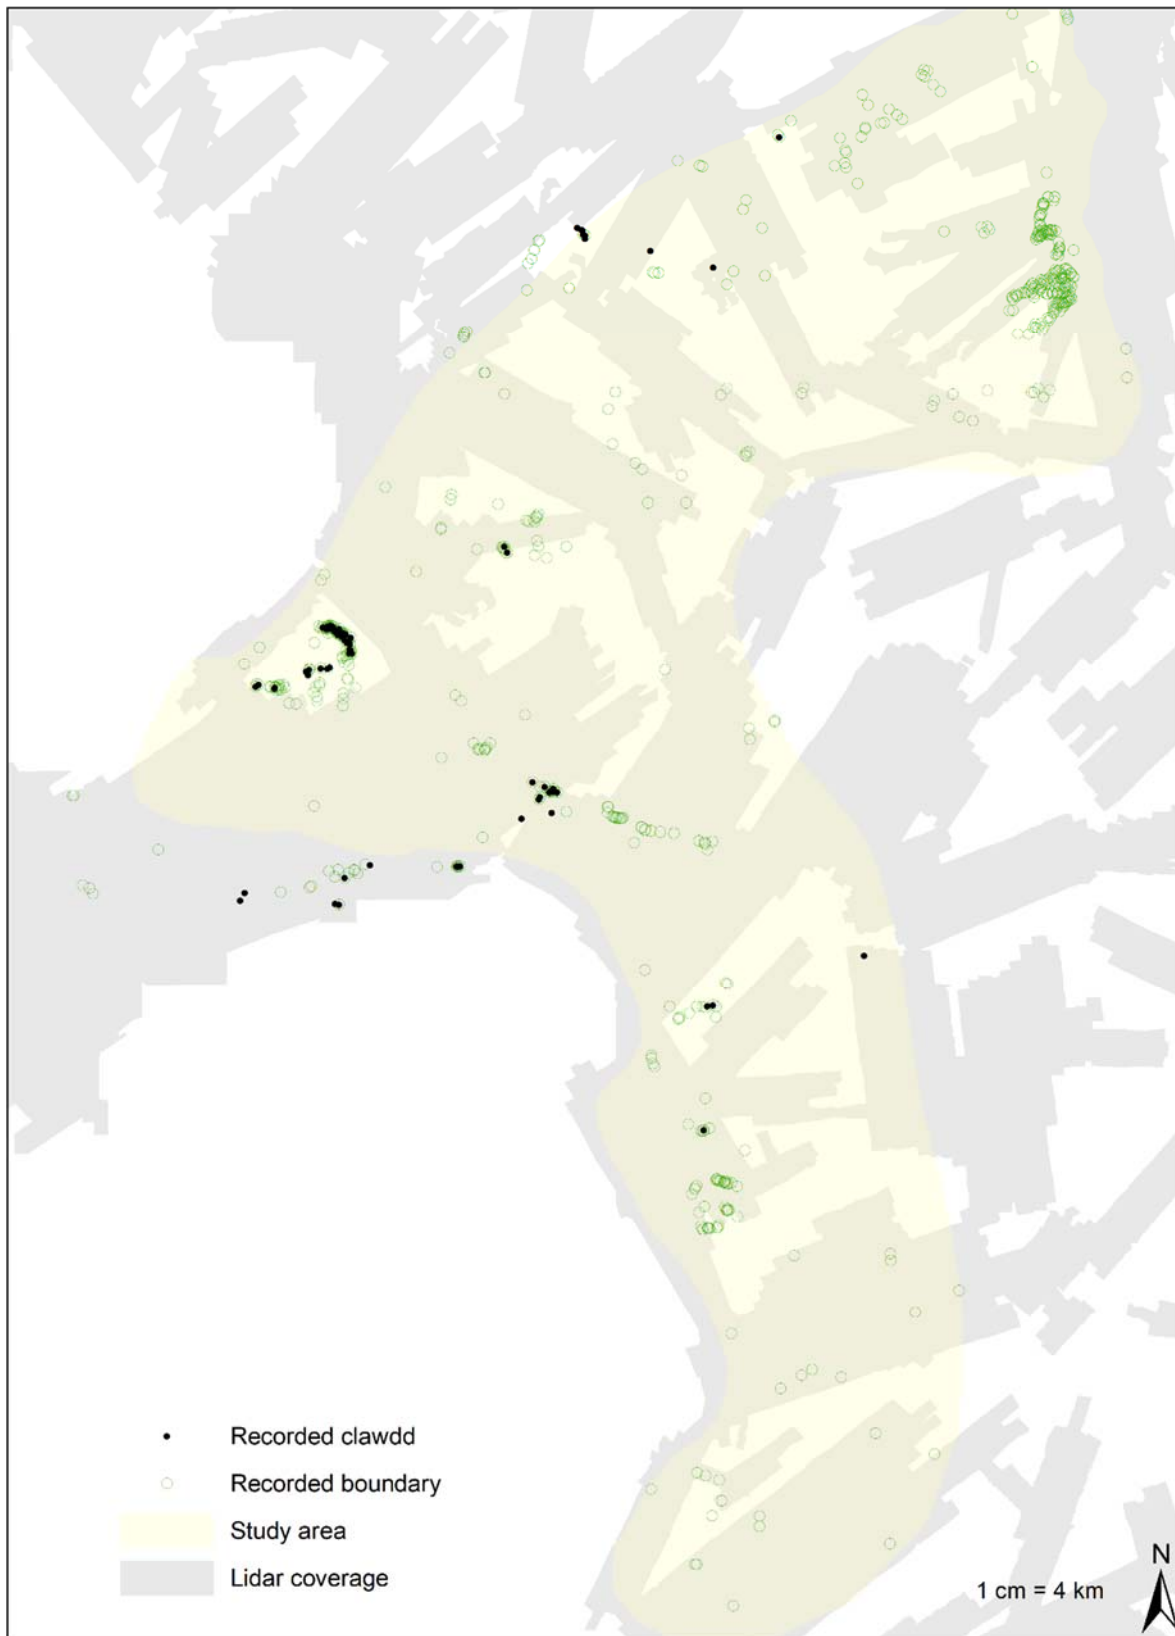 Recorded clawdd
Recorded boundary
Study area
Lidar coverage
1 cm = 4 km
N